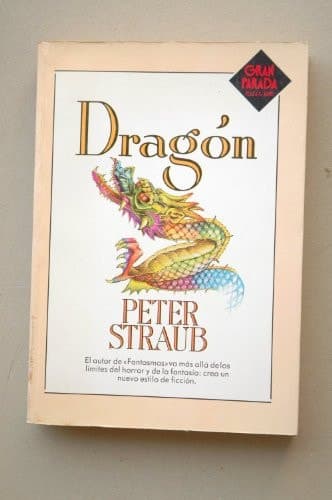 GRAN
PARADA
Dragón
PETER
STRAUB
El autor de «Fantasmas» va más allá de los
límites del horror y de la fantasía: crea un
nuevo estilo de ficción.